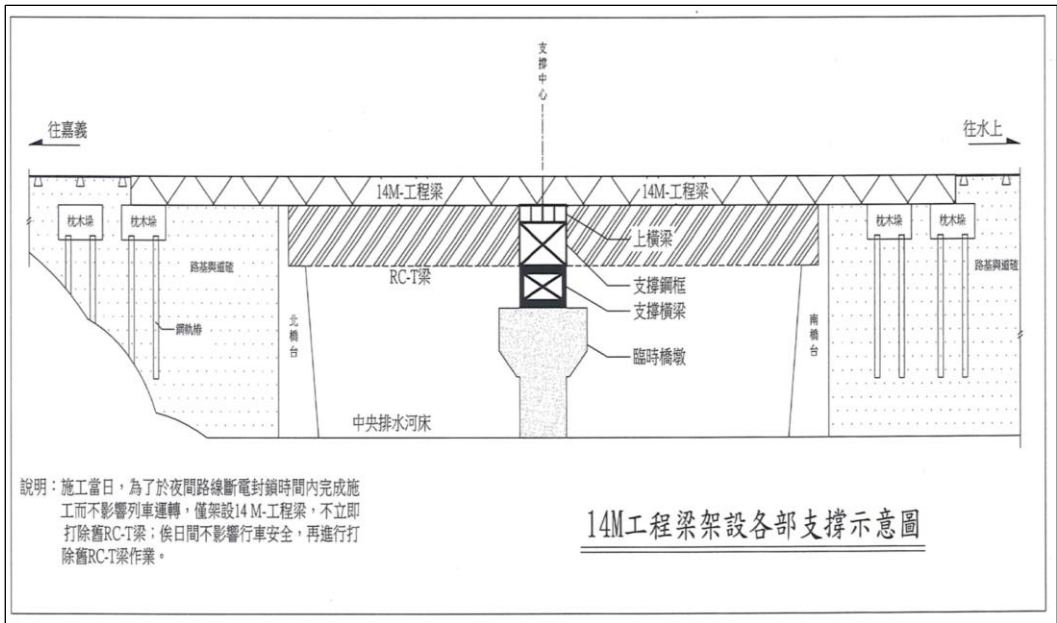 支撐中心
往嘉義
往水上
14M-工程梁
14M-工程梁
枕木垛
枕木垛
上橫梁
枕木垛
枕木垛
路基與道碴
RC-T梁
支撐鋼框
路基與道碴
支撐橫梁
鋼軌樁
北橋台
南橋台
臨時橋墩
中央排水河床
說明：施工當日，為了於夜間路線斷電封鎖時間內完成施
工而不影響列車運轉，僅架設14 M-工程梁，不立即
打除舊RC-T梁；俟日間不影響行車安全，再進行打
除舊RC-T梁作業。
14M工程梁架設各部支撐示意圖